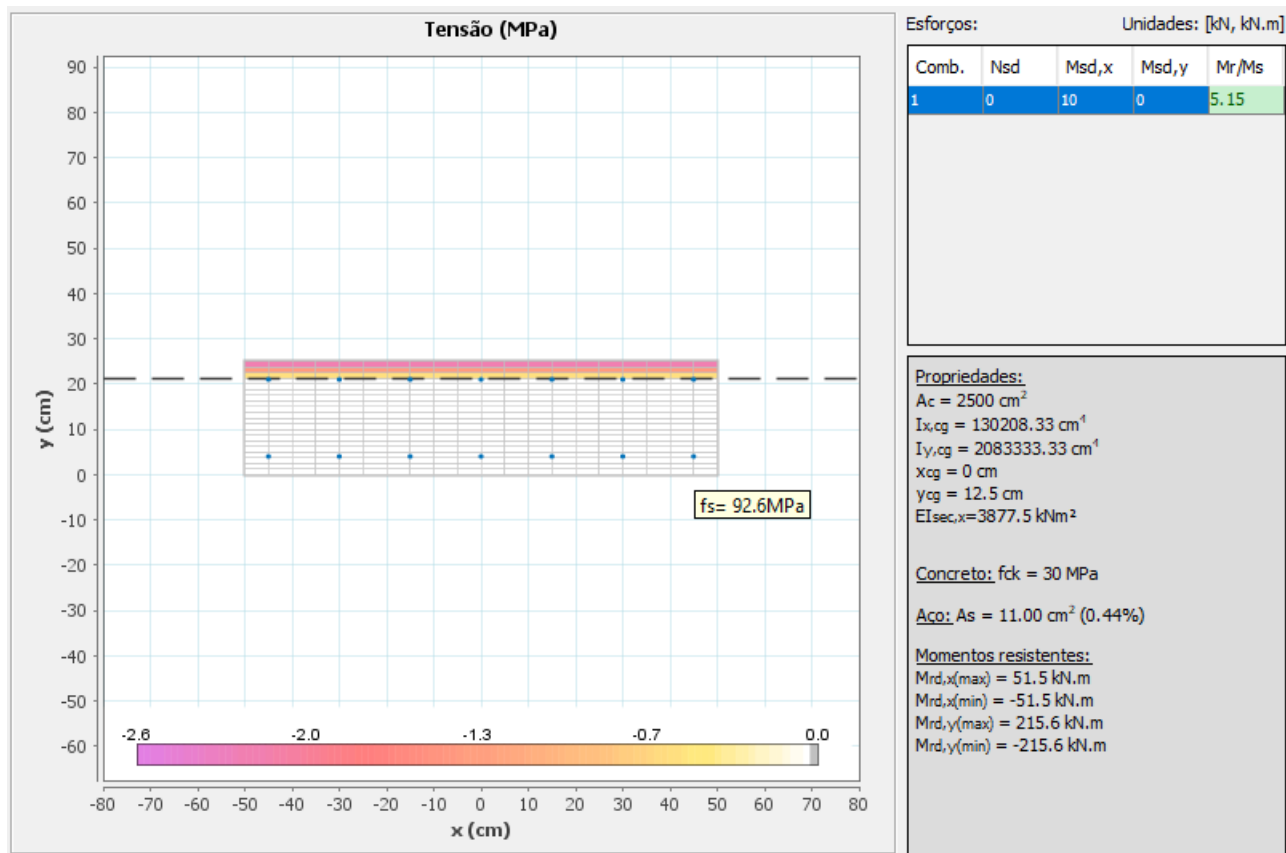 Tensão (MPa)
90
80
70
60
50
40
30
20
10
0
-10
-20
-30
-40
-50
-60
y (cm)
fs= 92.6MPa
-2.6 -2.0 -1.3 -0.7 0.0
-80 -70 -60 -50 -40 -30 -20 -10 0 10 20 30 40 50 60 70 80
x (cm)
Esforços: Unidades: [kN, kN.m]
Comb. Nsd Msd,x Msd,y Mr/Ms
1 0 10 0 5.15
Propriedades:
Ac = 2500 cm²
Ix,cg = 130208.33 cm⁴
Iy,cg = 2083333.33 cm⁴
xcg = 0 cm
ycg = 12.5 cm
EIsec,x=3877.5 kNm²
Concreto: fck = 30 MPa
Aço: As = 11.00 cm² (0.44%)
Momentos resistentes:
Mrd,x(max) = 51.5 kN.m
Mrd,x(min) = -51.5 kN.m
Mrd,y(max) = 215.6 kN.m
Mrd,y(min) = -215.6 kN.m